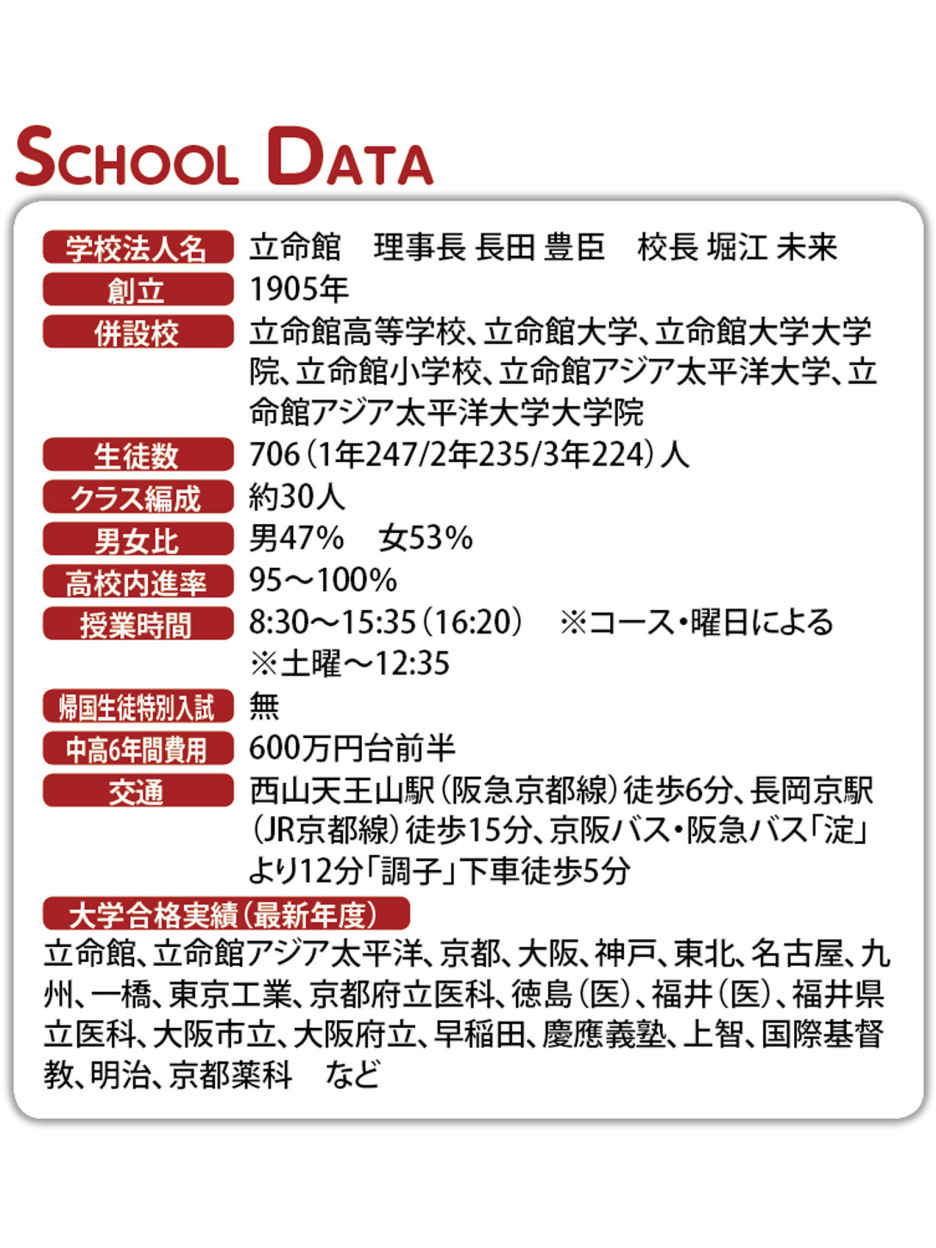 SCHOOL DATA
学校法人名 立命館　理事長 長田 豊臣　校長 堀江 未来
創立 1905年
併設校 立命館高等学校、立命館大学、立命館大学大学
院、立命館小学校、立命館アジア太平洋大学、立
命館アジア太平洋大学大学院
生徒数 706（1年247/2年235/3年224）人
クラス編成 約30人
男女比 男47%　女53%
高校内進率 95～100%
授業時間 8:30～15:35（16:20）　※コース・曜日による
※土曜～12:35
帰国生徒特別入試 無
中高6年間費用 600万円台前半
交通 西山天王山駅（阪急京都線）徒歩6分、長岡京駅
（JR京都線）徒歩15分、京阪バス・阪急バス「淀」
より12分「調子」下車徒歩5分
大学合格実績（最新年度）
立命館、立命館アジア太平洋、京都、大阪、神戸、東北、名古屋、九
州、一橋、東京工業、京都府立医科、徳島（医）、福井（医）、福井県
立医科、大阪市立、大阪府立、早稲田、慶應義塾、上智、国際基督
教、明治、京都薬科　など